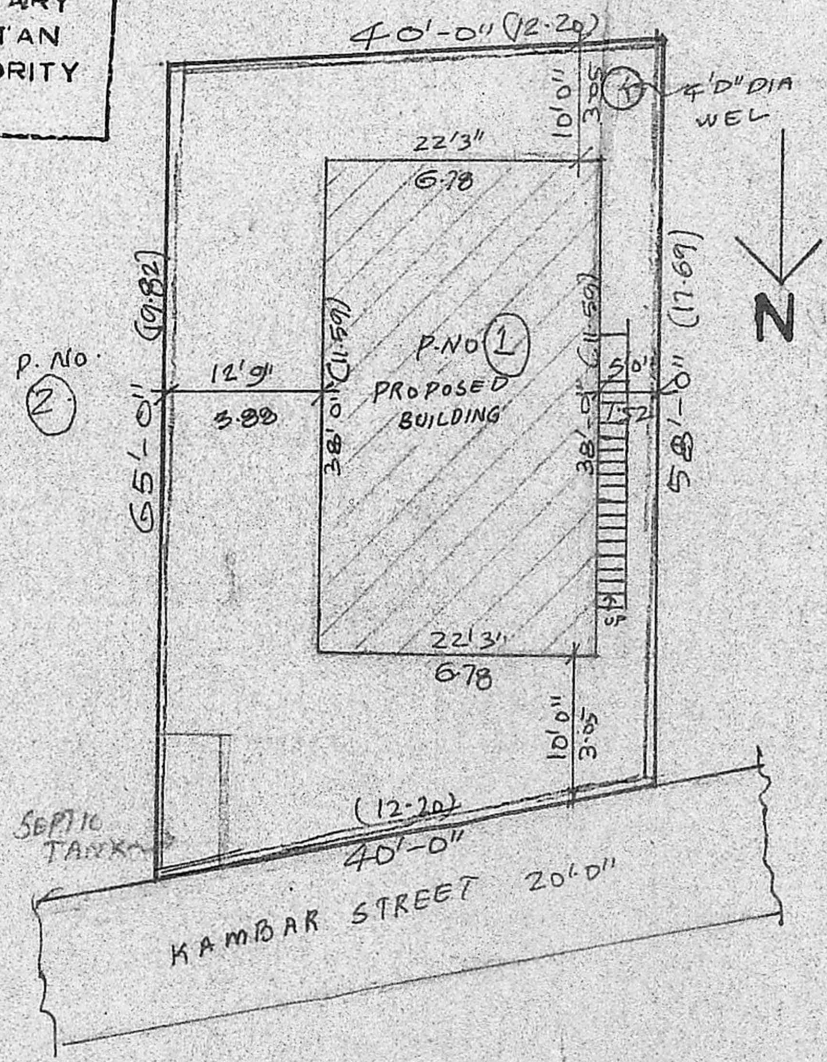 ARY
TAN
ORITY
40'-0" (12.20)
10'0"
3.05
4'0" DIA
WEL
22'3"
6.78
N
P. NO.
2
65'-0" (19.82)
12'9"
3.88
38'0" (11.59)
P.NO 1
PROPOSED
BUILDING
38'-0" (11.59)
5'0"
1.52
58'-0" (17.69)
UP
22'3"
6.78
10'0"
3.05
SEPTIC
TANK
(12.20)
40'-0"
KAMBAR STREET 20'0"